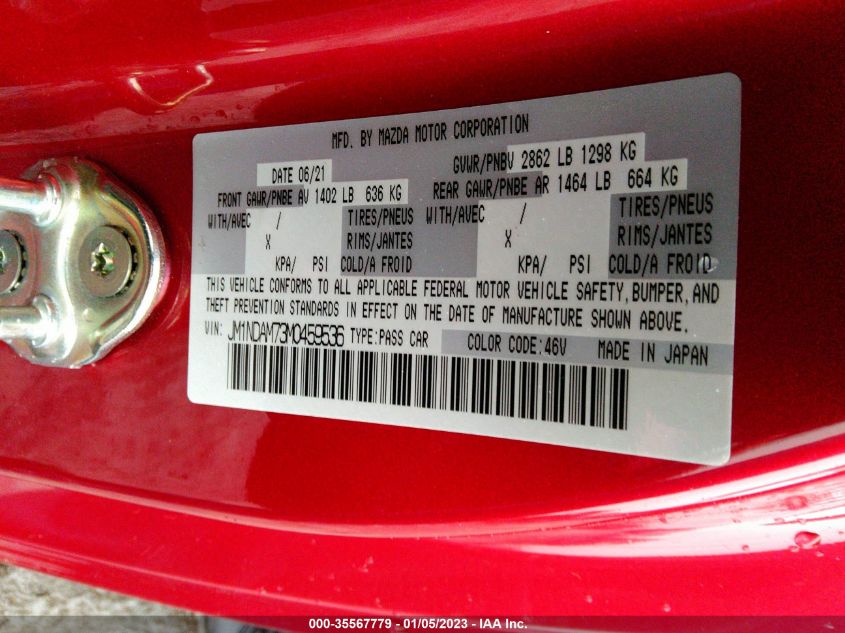 MFD. BY MAZDA MOTOR CORPORATION
DATE 06/21 GVWR/PNBV 2862 LB 1298 KG
FRONT GAWR/PNBE AV 1402 LB 636 KG REAR GAWR/PNBE AR 1464 LB 664 KG
WITH/AVEC / TIRES/PNEUS WITH/AVEC / TIRES/PNEUS
X RIMS/JANTES X RIMS/JANTES
KPA/ PSI COLD/A FROID KPA/ PSI COLD/A FROID
THIS VEHICLE CONFORMS TO ALL APPLICABLE FEDERAL MOTOR VEHICLE SAFETY, BUMPER, AND
THEFT PREVENTION STANDARDS IN EFFECT ON THE DATE OF MANUFACTURE SHOWN ABOVE.
VIN: JM1NDAM73M0459536 TYPE:PASS CAR COLOR CODE:46V MADE IN JAPAN
000-35567779 — 01/05/2023 — IAA Inc.